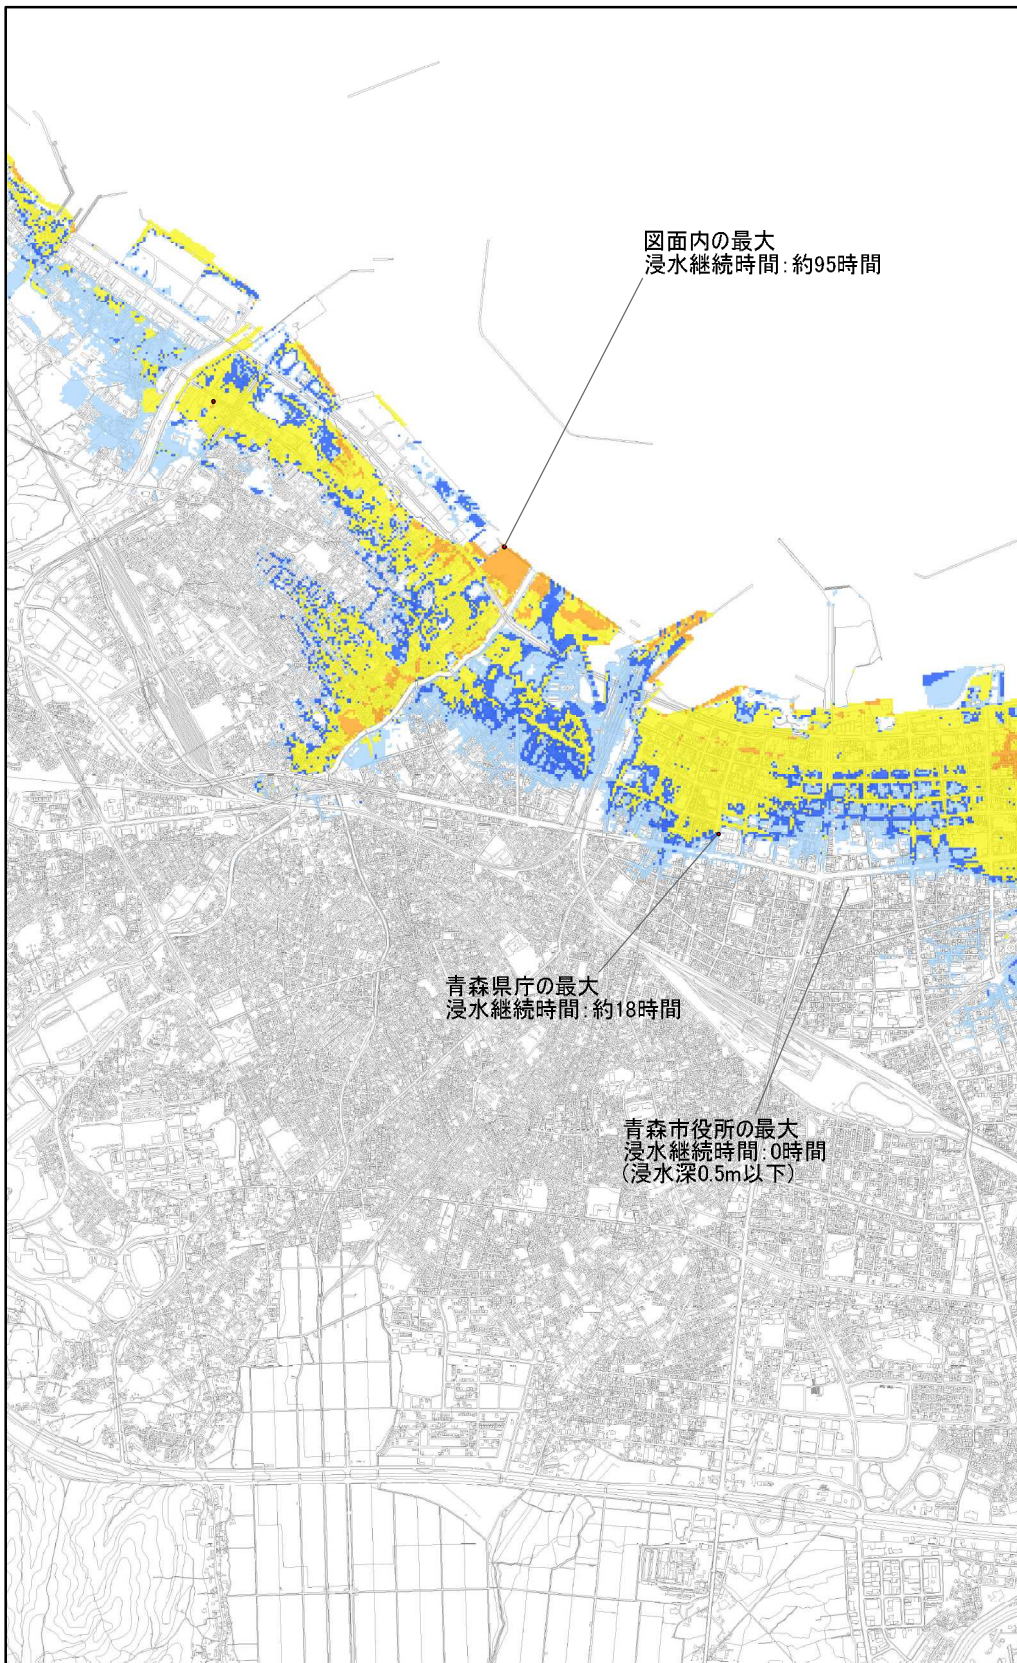 図面内の最大
浸水継続時間：約95時間
青森県庁の最大
浸水継続時間：約18時間
青森市役所の最大
浸水継続時間：0時間
（浸水深0.5m以下）